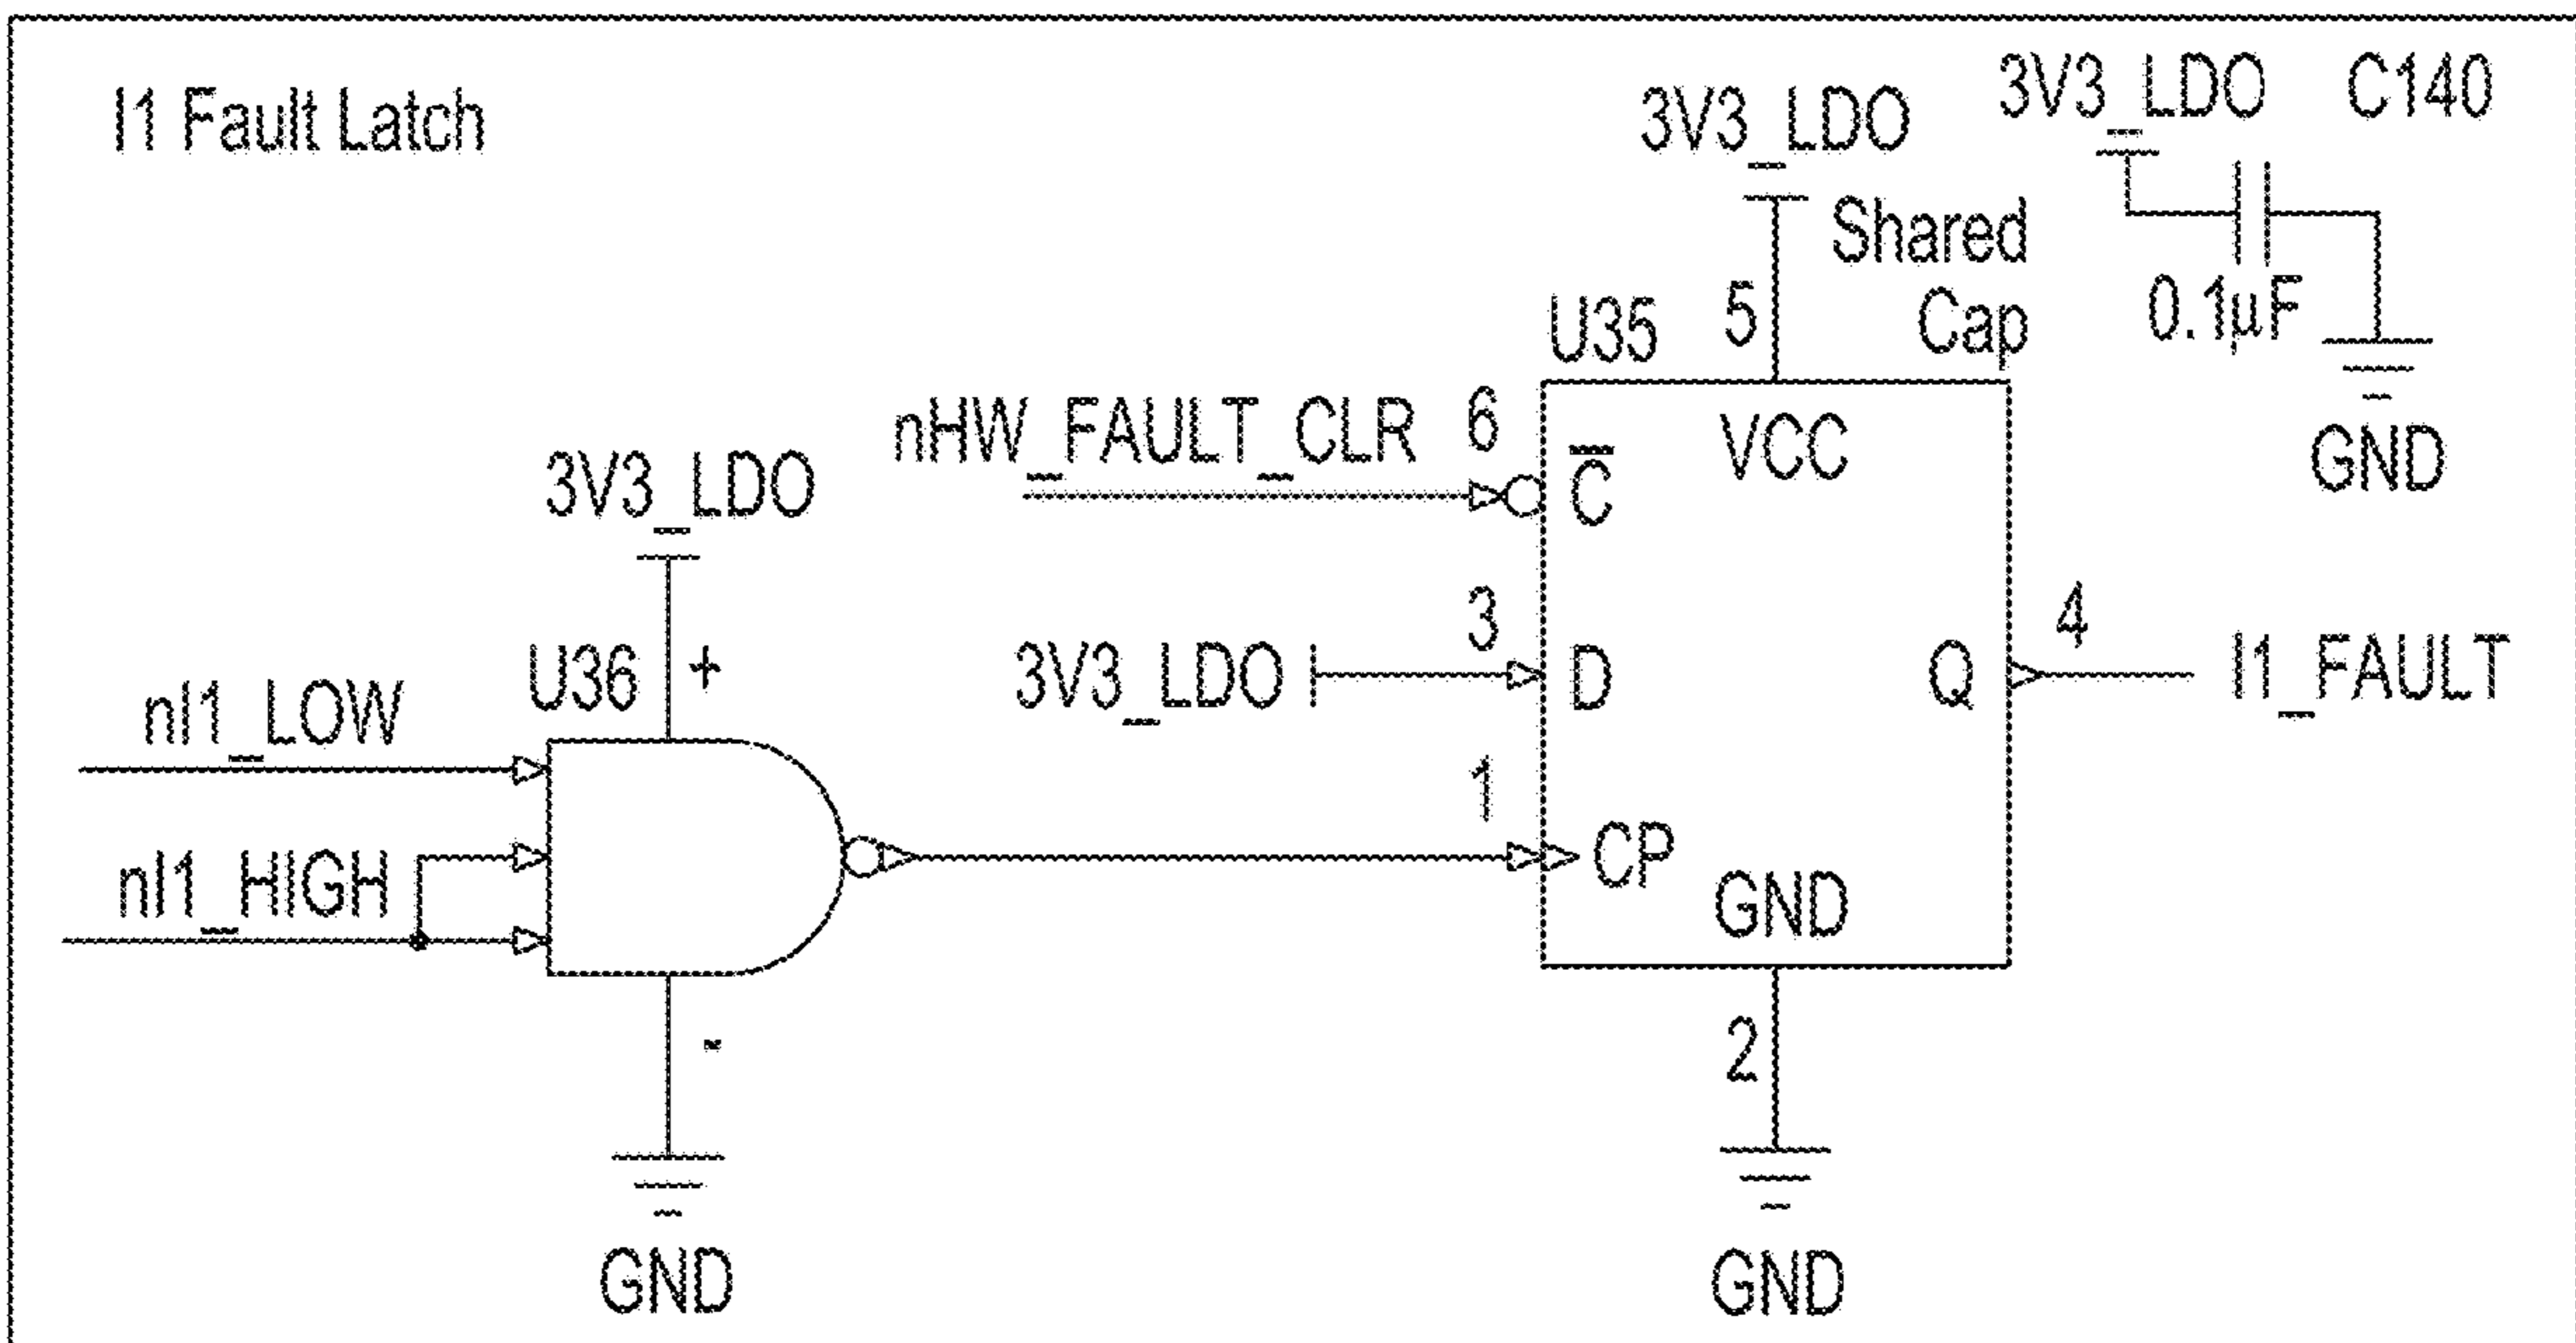 I1 Fault Latch
3V3_LDO
C140
3V3_LDO
Shared
Cap
0.1µF
GND
U35
5
nHW_FAULT_CLR
6
C̅
VCC
3V3_LDO
U36
+
3V3_LDO
3
D
Q
4
I1_FAULT
nI1_LOW
nI1_HIGH
1
CP
GND
-
2
GND
GND